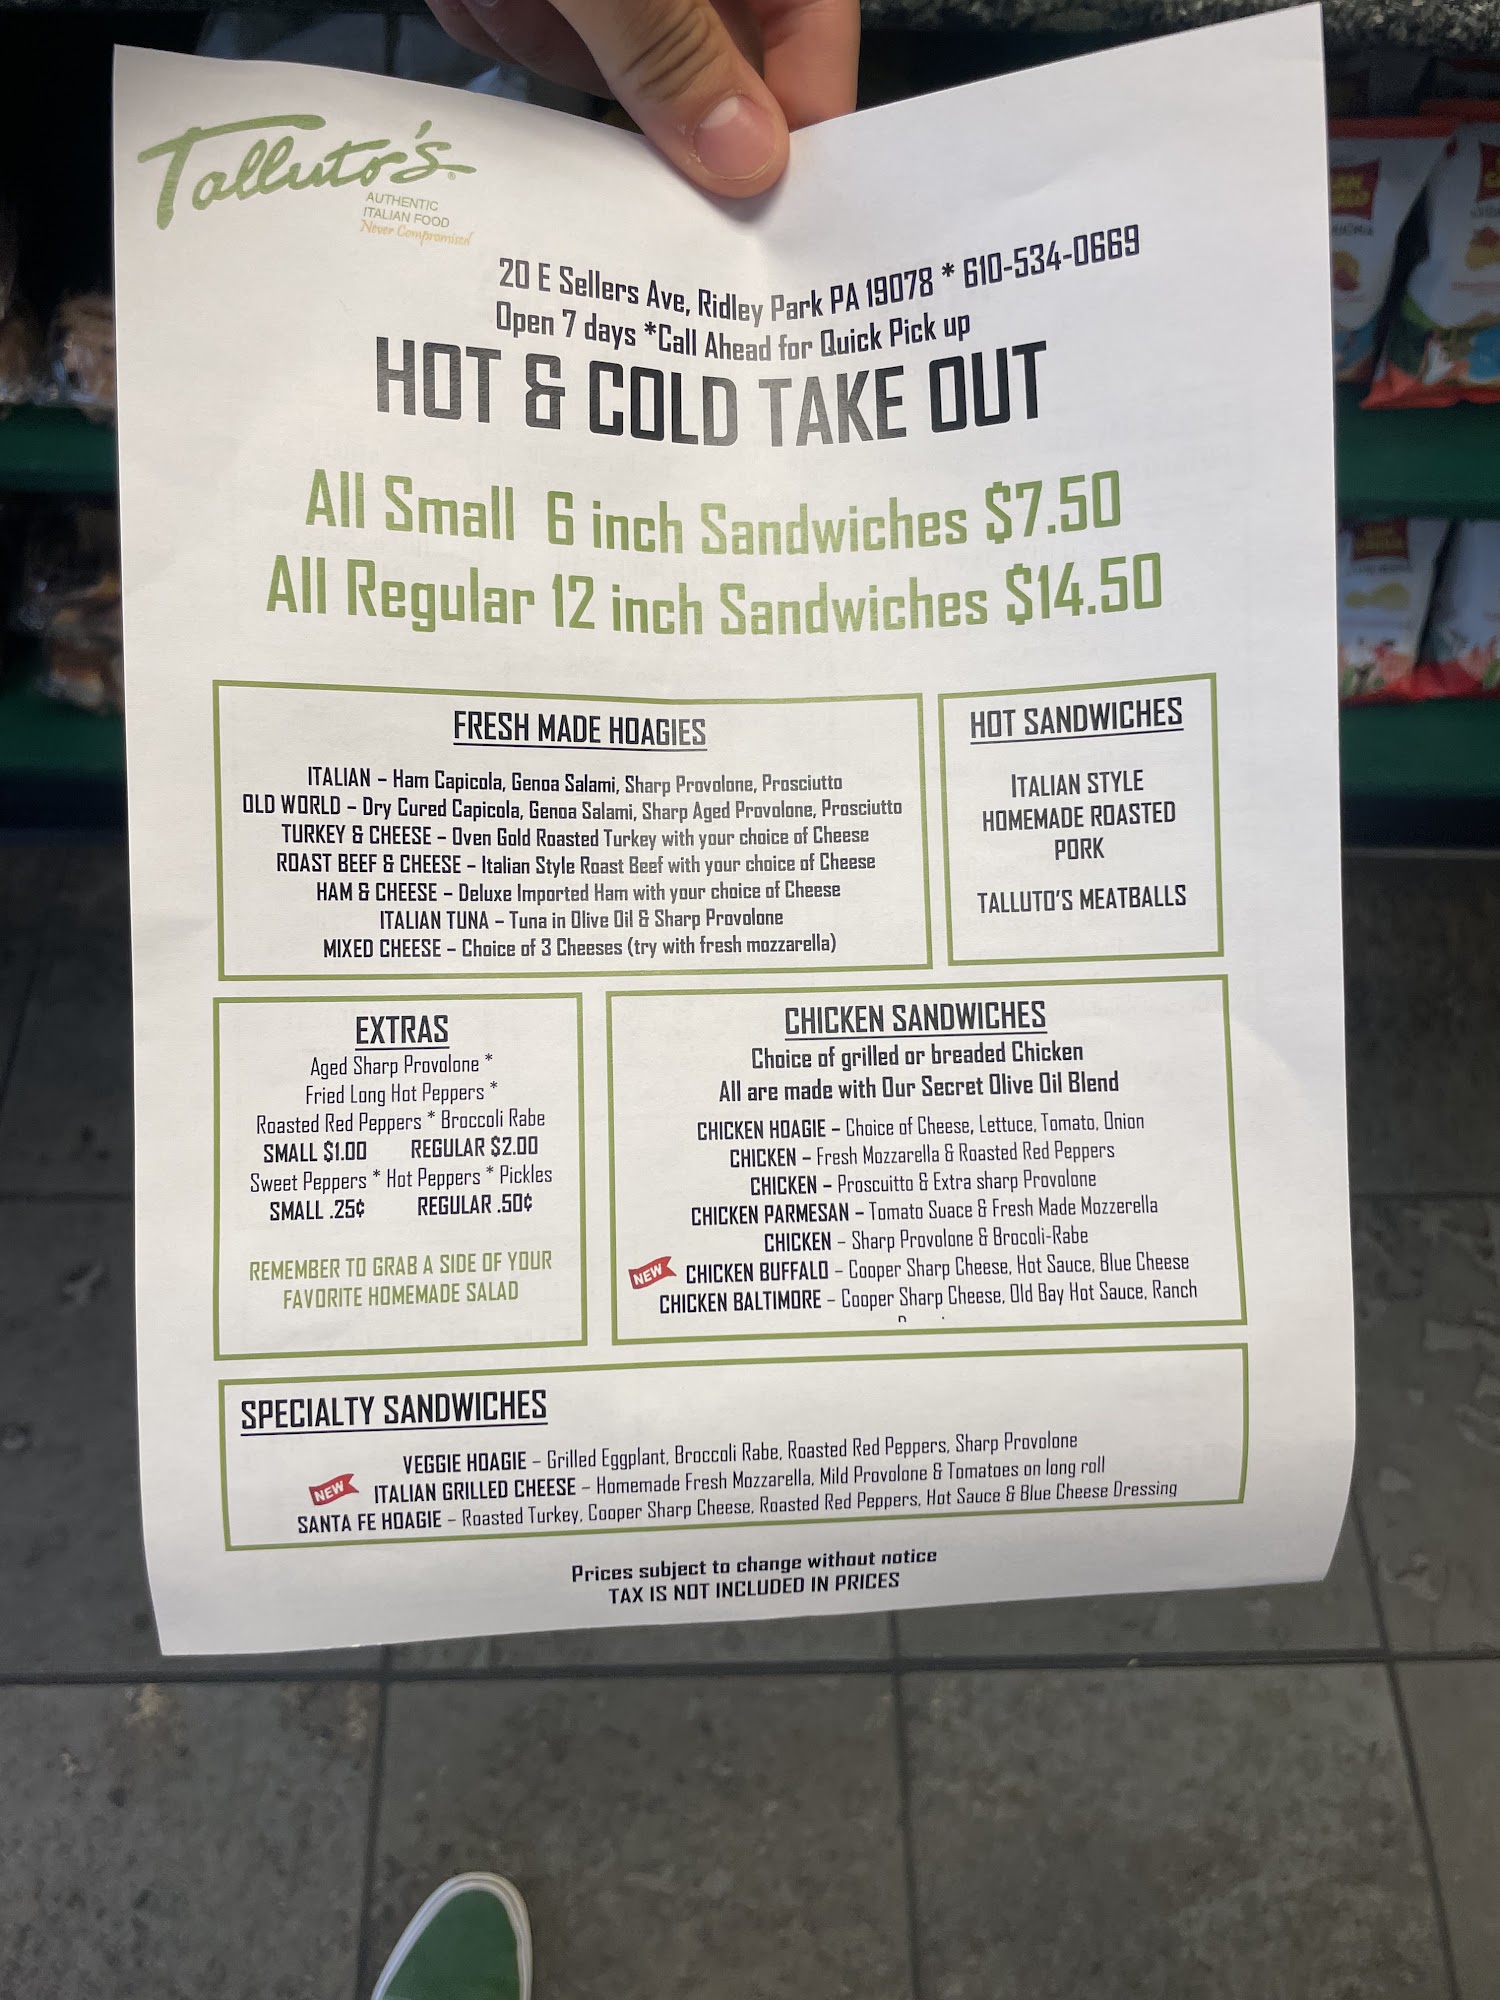 Talluto's®
AUTHENTIC
ITALIAN FOOD
Never Compromised
20 E Sellers Ave, Ridley Park PA 19078 * 610-534-0669
Open 7 days *Call Ahead for Quick Pick up
HOT & COLD TAKE OUT
All Small 6 inch Sandwiches $7.50
All Regular 12 inch Sandwiches $14.50
FRESH MADE HOAGIES
ITALIAN – Ham Capicola, Genoa Salami, Sharp Provolone, Prosciutto
OLD WORLD – Dry Cured Capicola, Genoa Salami, Sharp Aged Provolone, Prosciutto
TURKEY & CHEESE – Oven Gold Roasted Turkey with your choice of Cheese
ROAST BEEF & CHEESE – Italian Style Roast Beef with your choice of Cheese
HAM & CHEESE – Deluxe Imported Ham with your choice of Cheese
ITALIAN TUNA – Tuna in Olive Oil & Sharp Provolone
MIXED CHEESE – Choice of 3 Cheeses (try with fresh mozzarella)
HOT SANDWICHES
ITALIAN STYLE
HOMEMADE ROASTED
PORK
TALLUTO'S MEATBALLS
EXTRAS
Aged Sharp Provolone *
Fried Long Hot Peppers *
Roasted Red Peppers * Broccoli Rabe
SMALL $1.00 REGULAR $2.00
Sweet Peppers * Hot Peppers * Pickles
SMALL .25¢ REGULAR .50¢
REMEMBER TO GRAB A SIDE OF YOUR
FAVORITE HOMEMADE SALAD
CHICKEN SANDWICHES
Choice of grilled or breaded Chicken
All are made with Our Secret Olive Oil Blend
CHICKEN HOAGIE – Choice of Cheese, Lettuce, Tomato, Onion
CHICKEN – Fresh Mozzarella & Roasted Red Peppers
CHICKEN – Proscuitto & Extra sharp Provolone
CHICKEN PARMESAN – Tomato Suace & Fresh Made Mozzerella
CHICKEN – Sharp Provolone & Brocoli-Rabe
NEW CHICKEN BUFFALO – Cooper Sharp Cheese, Hot Sauce, Blue Cheese
CHICKEN BALTIMORE – Cooper Sharp Cheese, Old Bay Hot Sauce, Ranch
SPECIALTY SANDWICHES
VEGGIE HOAGIE – Grilled Eggplant, Broccoli Rabe, Roasted Red Peppers, Sharp Provolone
NEW ITALIAN GRILLED CHEESE – Homemade Fresh Mozzarella, Mild Provolone & Tomatoes on long roll
SANTA FE HOAGIE – Roasted Turkey, Cooper Sharp Cheese, Roasted Red Peppers, Hot Sauce & Blue Cheese Dressing
Prices subject to change without notice
TAX IS NOT INCLUDED IN PRICES